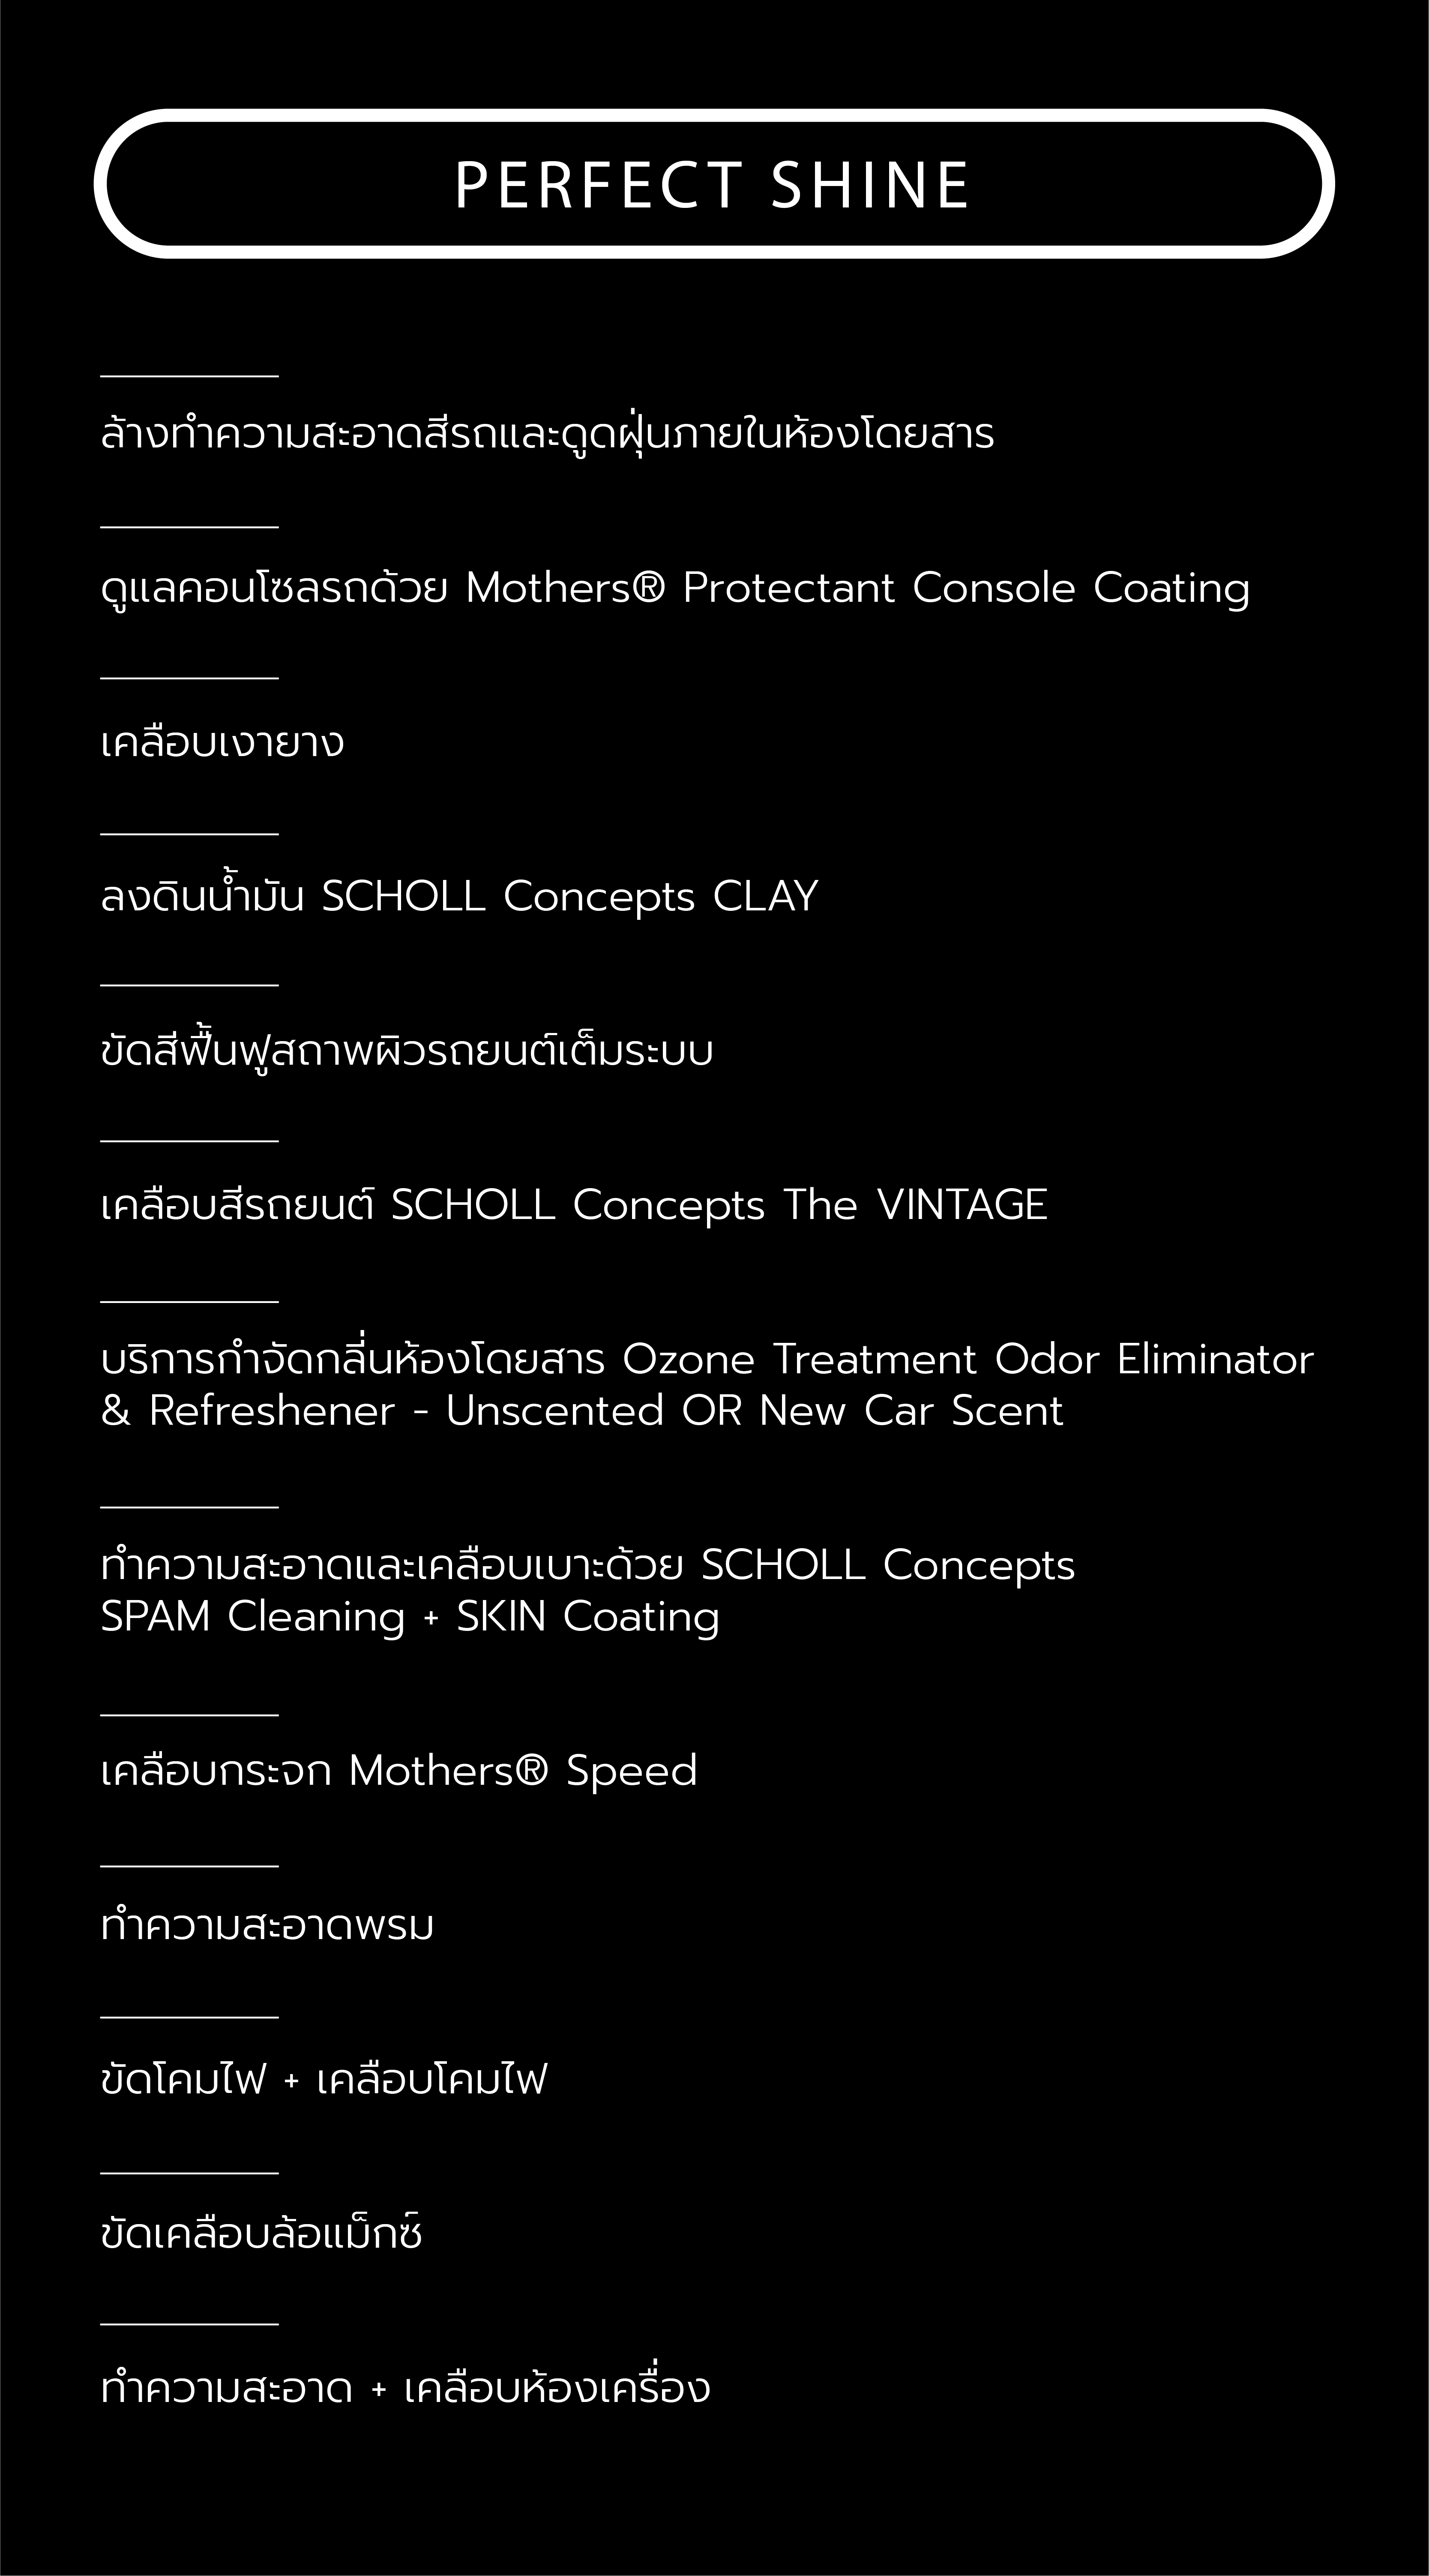 PERFECT SHINE
ล้างทำความสะอาดสีรถและดูดฝุ่นภายในห้องโดยสาร
ดูแลคอนโซลรถด้วย Mothers® Protectant Console Coating
เคลือบเงายาง
ลงดินน้ำมัน SCHOLL Concepts CLAY
ขัดสีฟื้นฟูสถาพผิวรถยนต์เต็มระบบ
เคลือบสีรถยนต์ SCHOLL Concepts The VINTAGE
บริการกำจัดกลิ่นห้องโดยสาร Ozone Treatment Odor Eliminator
& Refreshener - Unscented OR New Car Scent
ทำความสะอาดและเคลือบเบาะด้วย SCHOLL Concepts
SPAM Cleaning + SKIN Coating
เคลือบกระจก Mothers® Speed
ทำความสะอาดพรม
ขัดโคมไฟ + เคลือบโคมไฟ
ขัดเคลือบล้อแม็กซ์
ทำความสะอาด + เคลือบห้องเครื่อง